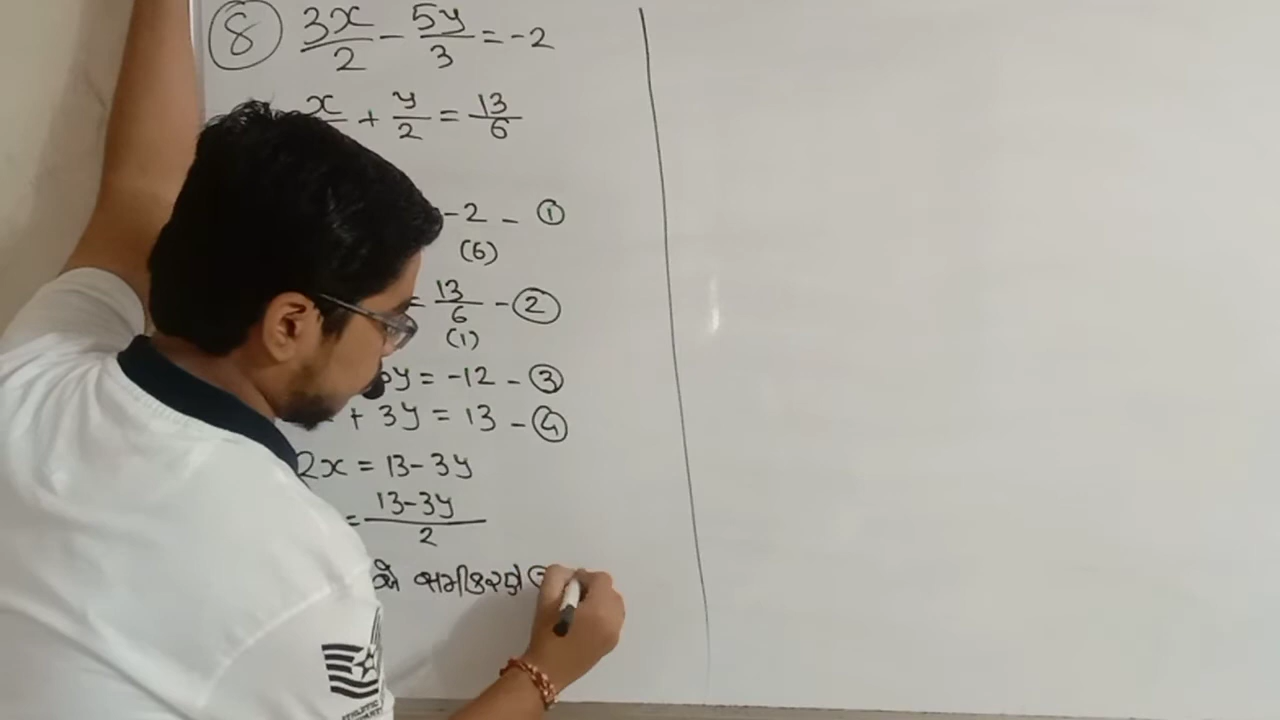 ⑧ 3x/2 - 5y/3 = -2
x + y/2 = 13/6
-2 - ①
(6)
= 13/6 - ②
(1)
y = -12 - ③
+ 3y = 13 - ④
2x = 13 - 3y
= 13-3y/2
સમીકરણ